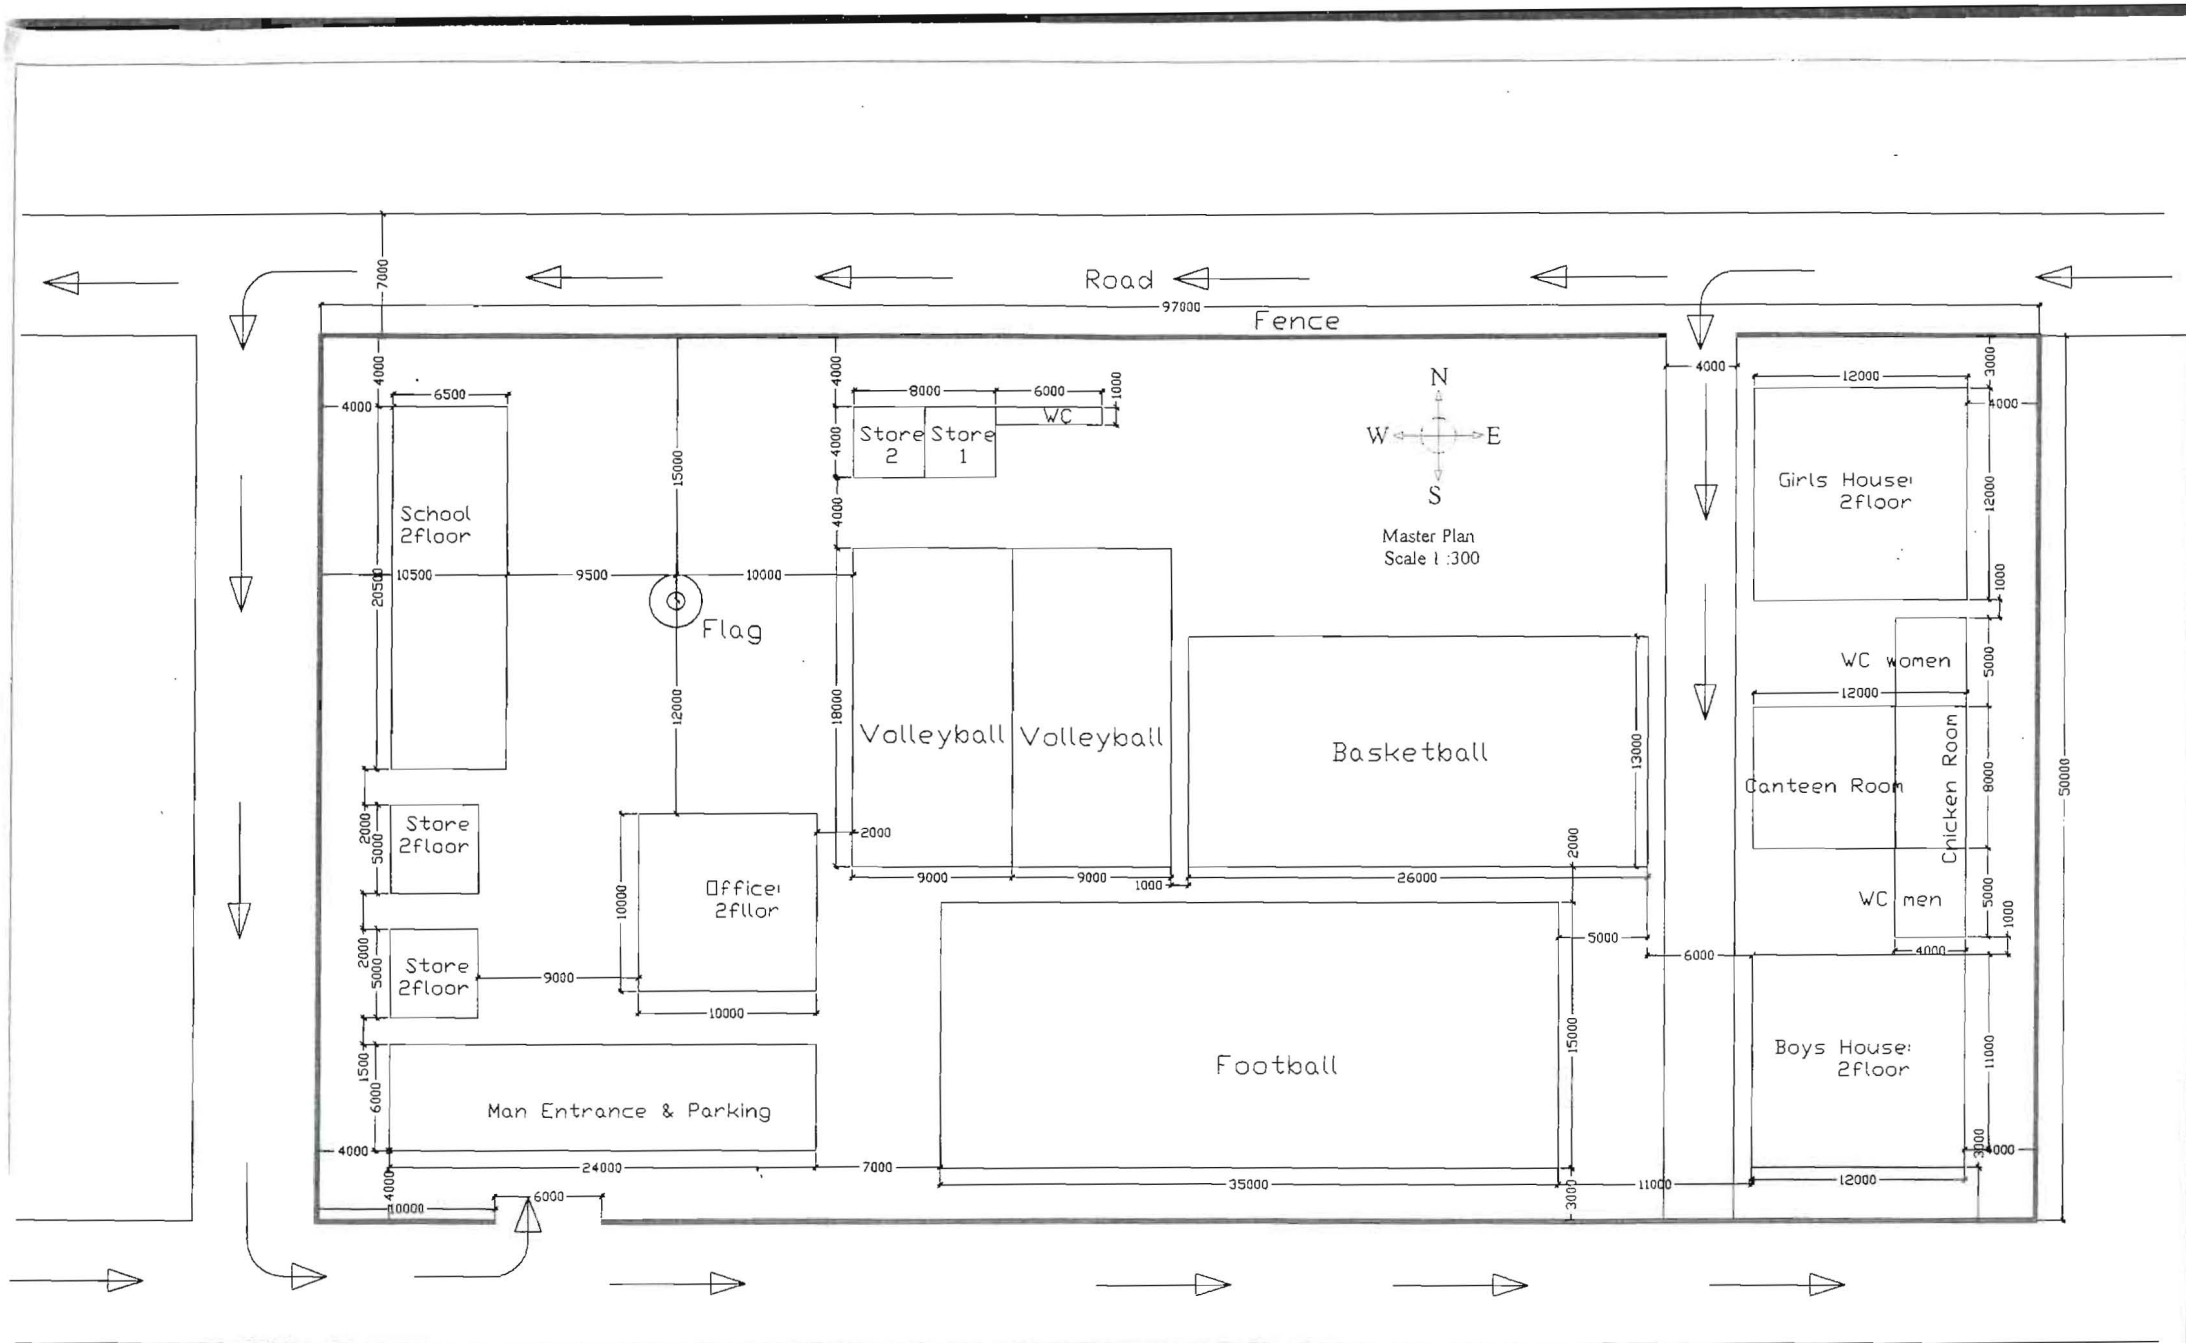 7000
Road
97000
Fence
4000
4000
6500
4000
8000
6000
1000
WC
Store
2
Store
1
4000
4000
15000
N
W
E
S
Master Plan
Scale 1 :300
4000
12000
3000
4000
Girls House
2floor
12000
1000
School
2floor
10500
9500
10000
20500
Flag
12000
18000
Volleyball
Volleyball
Basketball
13000
WC women
5000
12000
Canteen Room
Chicken Room
8000
50000
2000
5000
Store
2floor
2000
9000
9000
1000
26000
2000
10000
Office
2fllor
10000
WC men
5000
1000
4000
5000
6000
2000
5000
Store
2floor
9000
1500
6000
Man Entrance & Parking
Football
15000
Boys House
2floor
11000
4000
24000
7000
35000
11000
12000
3000
4000
4000
10000
6000
3000